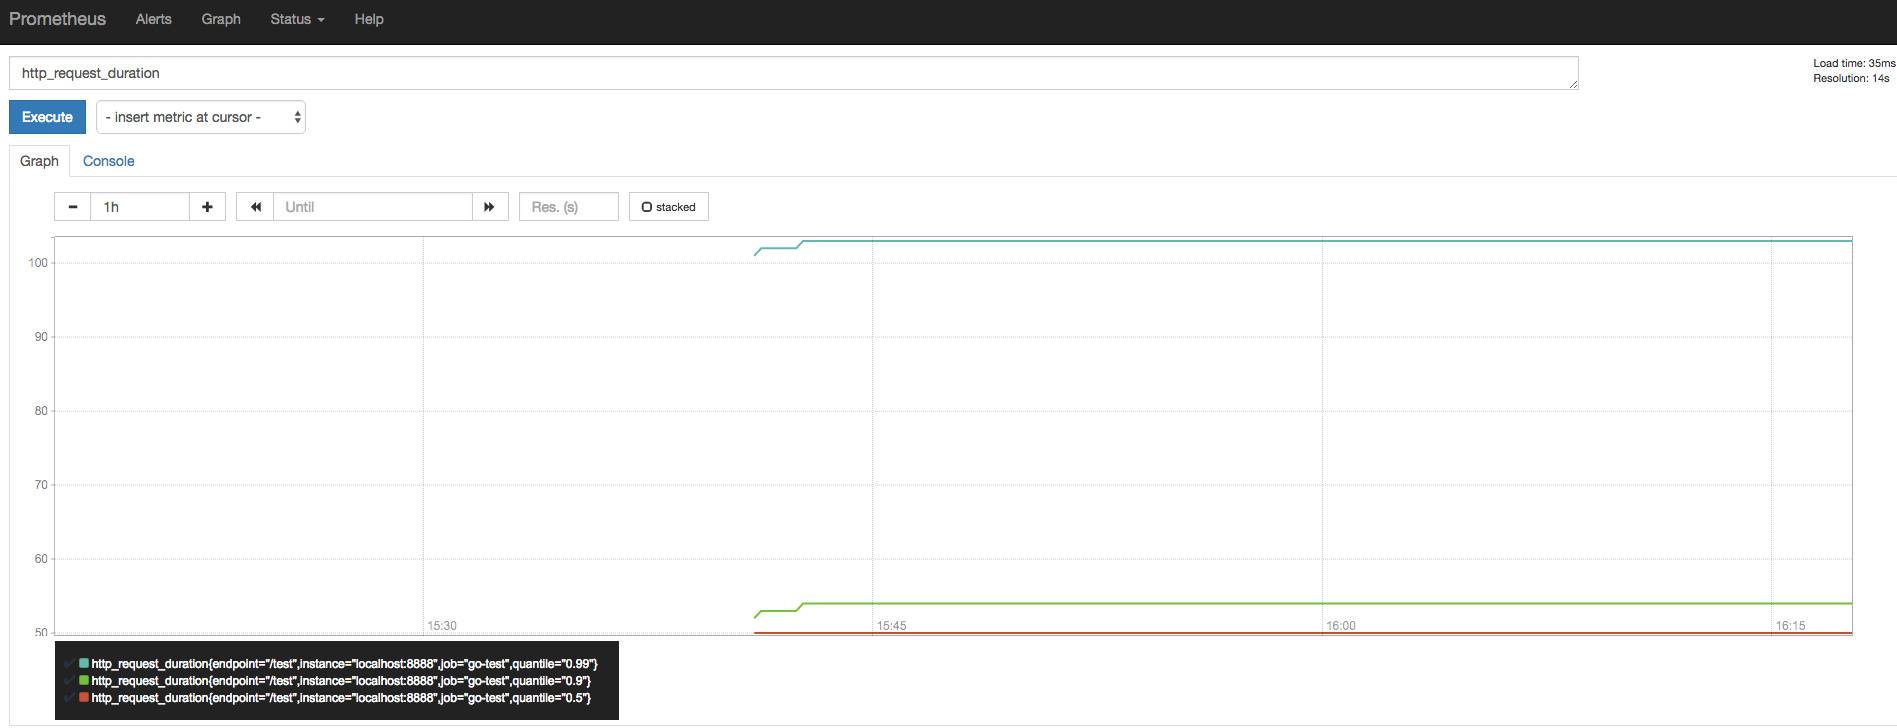 Prometheus Alerts Graph Status Help
http_request_duration
Load time: 35ms
Resolution: 14s
Execute - insert metric at cursor -
Graph Console
1h Until Res. (s) stacked
100
90
80
70
60
50
15:30 15:45 16:00 16:15
http_request_duration{endpoint="/test",instance="localhost:8888",job="go-test",quantile="0.99"}
http_request_duration{endpoint="/test",instance="localhost:8888",job="go-test",quantile="0.9"}
http_request_duration{endpoint="/test",instance="localhost:8888",job="go-test",quantile="0.5"}